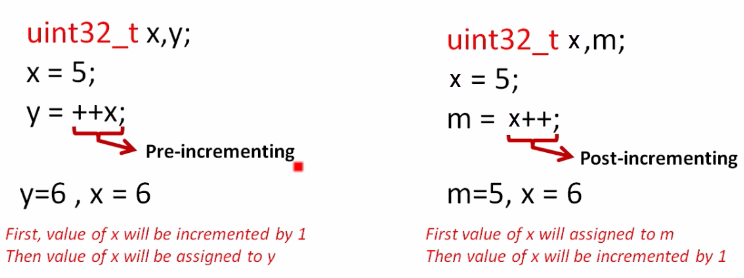 uint32_t x,y;
x = 5;
y = ++x;
Pre-incrementing
y=6 , x = 6
First, value of x will be incremented by 1
Then value of x will be assigned to y
uint32_t x,m;
x = 5;
m = x++;
Post-incrementing
m=5, x = 6
First value of x will assigned to m
Then value of x will be incremented by 1